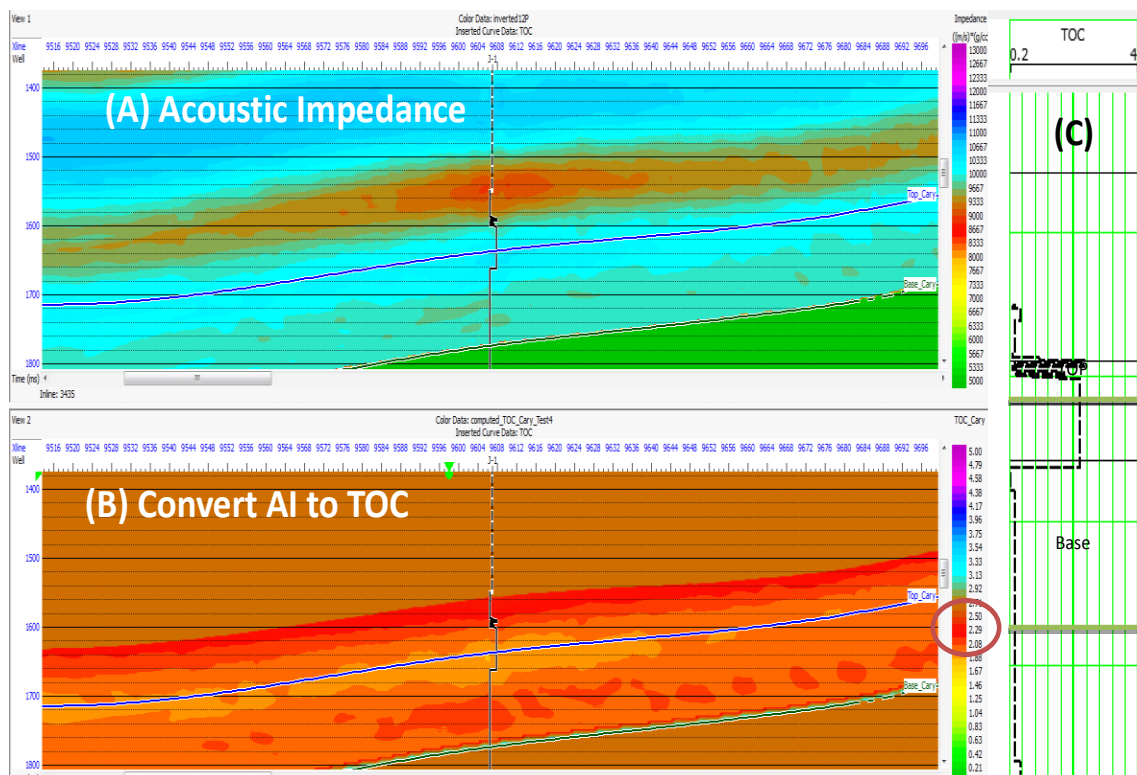 View 1
Color Data: inverted12P
Inserted Curve Data: TOC
Impedance
Xline 9516 9520 9524 9528 9532 9536 9540 9544 9548 9552 9556 9560 9564 9568 9572 9576 9580 9584 9588 9592 9596 9600 9604 9608 9612 9616 9620 9624 9628 9632 9636 9640 9644 9648 9652 9656 9660 9664 9668 9672 9676 9680 9684 9688 9692 9696
Well
J-1
(A) Acoustic Impedance
1400
1500
1600
1700
1800
Time (ms)
Top_Cary
Base_Cary
13000
12667
12333
12000
11667
11333
11000
10667
10333
10000
9667
9333
9000
8667
8333
8000
7667
7333
7000
6667
6333
6000
5667
5333
5000
Inline: 3435
View 2
Color Data: computed_TOC_Cary_Test4
Inserted Curve Data: TOC
TOC_Cary
Xline 9516 9520 9524 9528 9532 9536 9540 9544 9548 9552 9556 9560 9564 9568 9572 9576 9580 9584 9588 9592 9596 9600 9604 9608 9612 9616 9620 9624 9628 9632 9636 9640 9644 9648 9652 9656 9660 9664 9668 9672 9676 9680 9684 9688 9692 9696
Well
J-1
(B) Convert AI to TOC
1400
1500
1600
1700
1800
Top_Cary
Base_Cary
5.00
4.79
4.58
4.38
4.17
3.96
3.75
3.54
3.33
3.13
2.92
2.50
2.29
2.08
1.88
1.67
1.46
1.25
1.04
0.83
0.63
0.42
0.21
TOC
0.2 4
(C)
Base